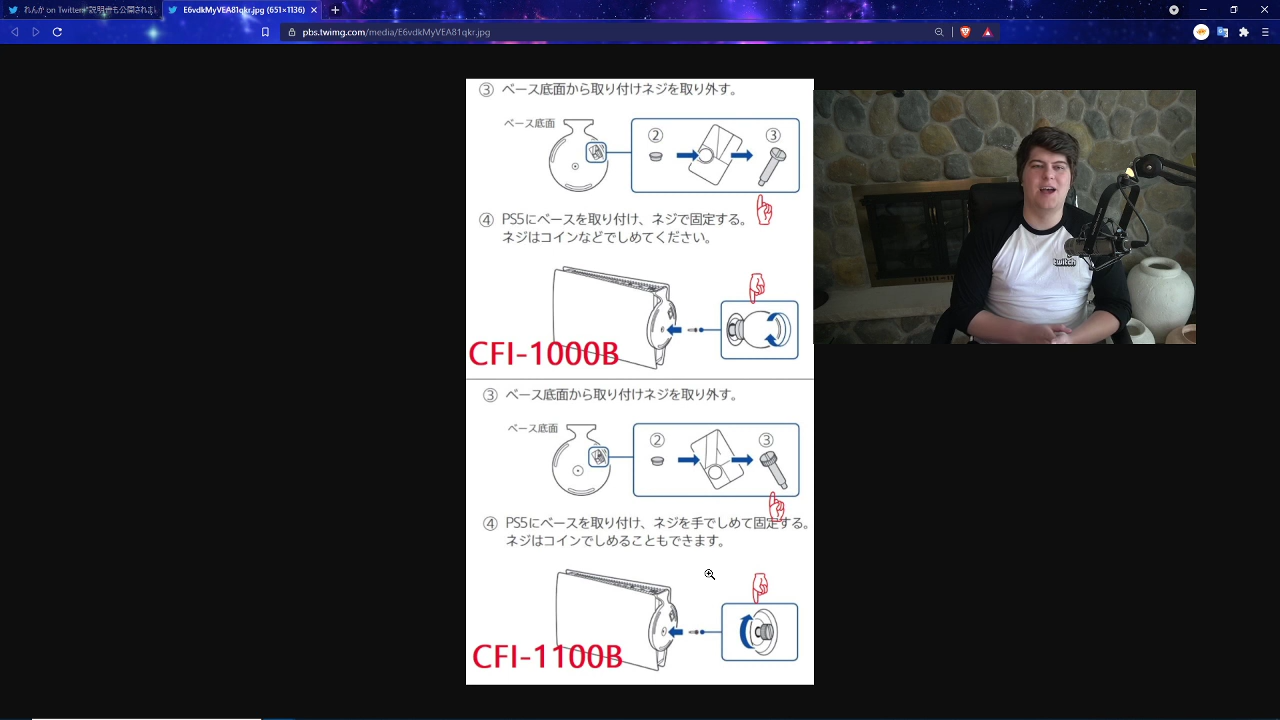 れんか on Twitter: "説明書も公開されまし
E6vdkMyVEA81qkr.jpg (651×1136)
pbs.twimg.com/media/E6vdkMyVEA81qkr.jpg
③ ベース底面から取り付けネジを取り外す。
ベース底面
② ③
④ PS5にベースを取り付け、ネジで固定する。
ネジはコインなどでしめてください。
twitch
CFI-1000B
③ ベース底面から取り付けネジを取り外す。
ベース底面
② ③
④ PS5にベースを取り付け、ネジを手でしめて固定する。
ネジはコインでしめることもできます。
CFI-1100B